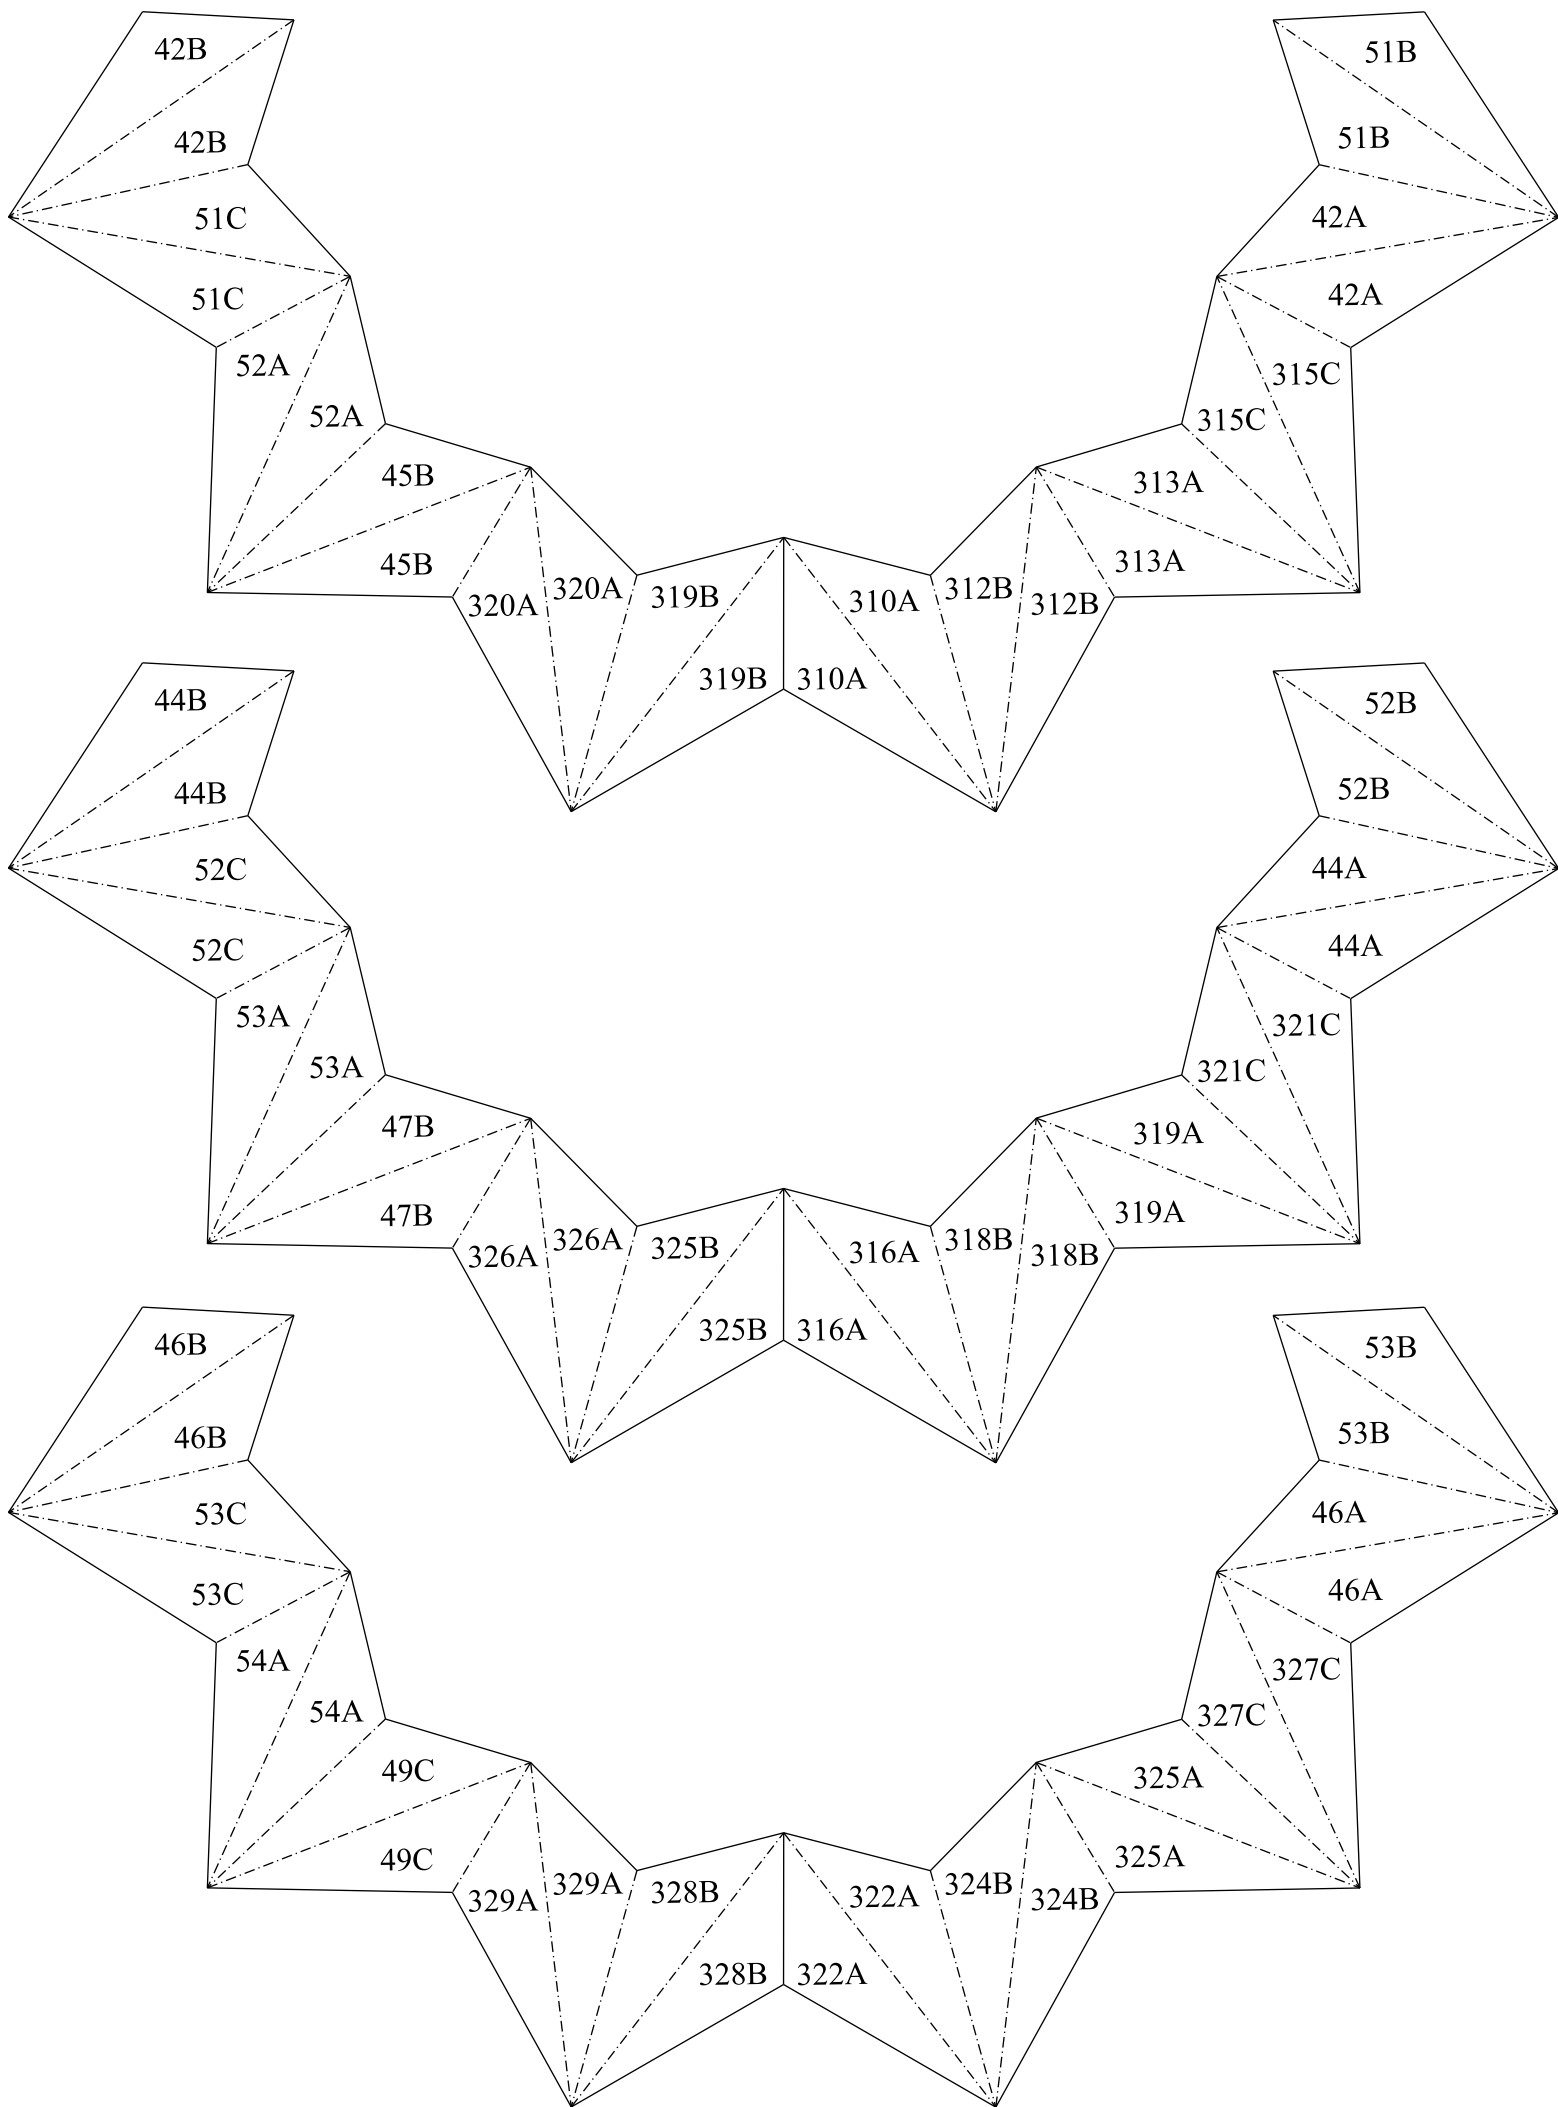 42B 51B
42B 51B
51C 42A
51C 42A
52A 315C
52A 315C
45B 313A
45B 313A
320A 320A 319B 310A 312B 312B
319B 310A
44B 52B
44B 52B
52C 44A
52C 44A
53A 321C
53A 321C
47B 319A
47B 319A
326A 326A 325B 316A 318B 318B
325B 316A
46B 53B
46B 53B
53C 46A
53C 46A
54A 327C
54A 327C
49C 325A
49C 325A
329A 329A 328B 322A 324B 324B
328B 322A